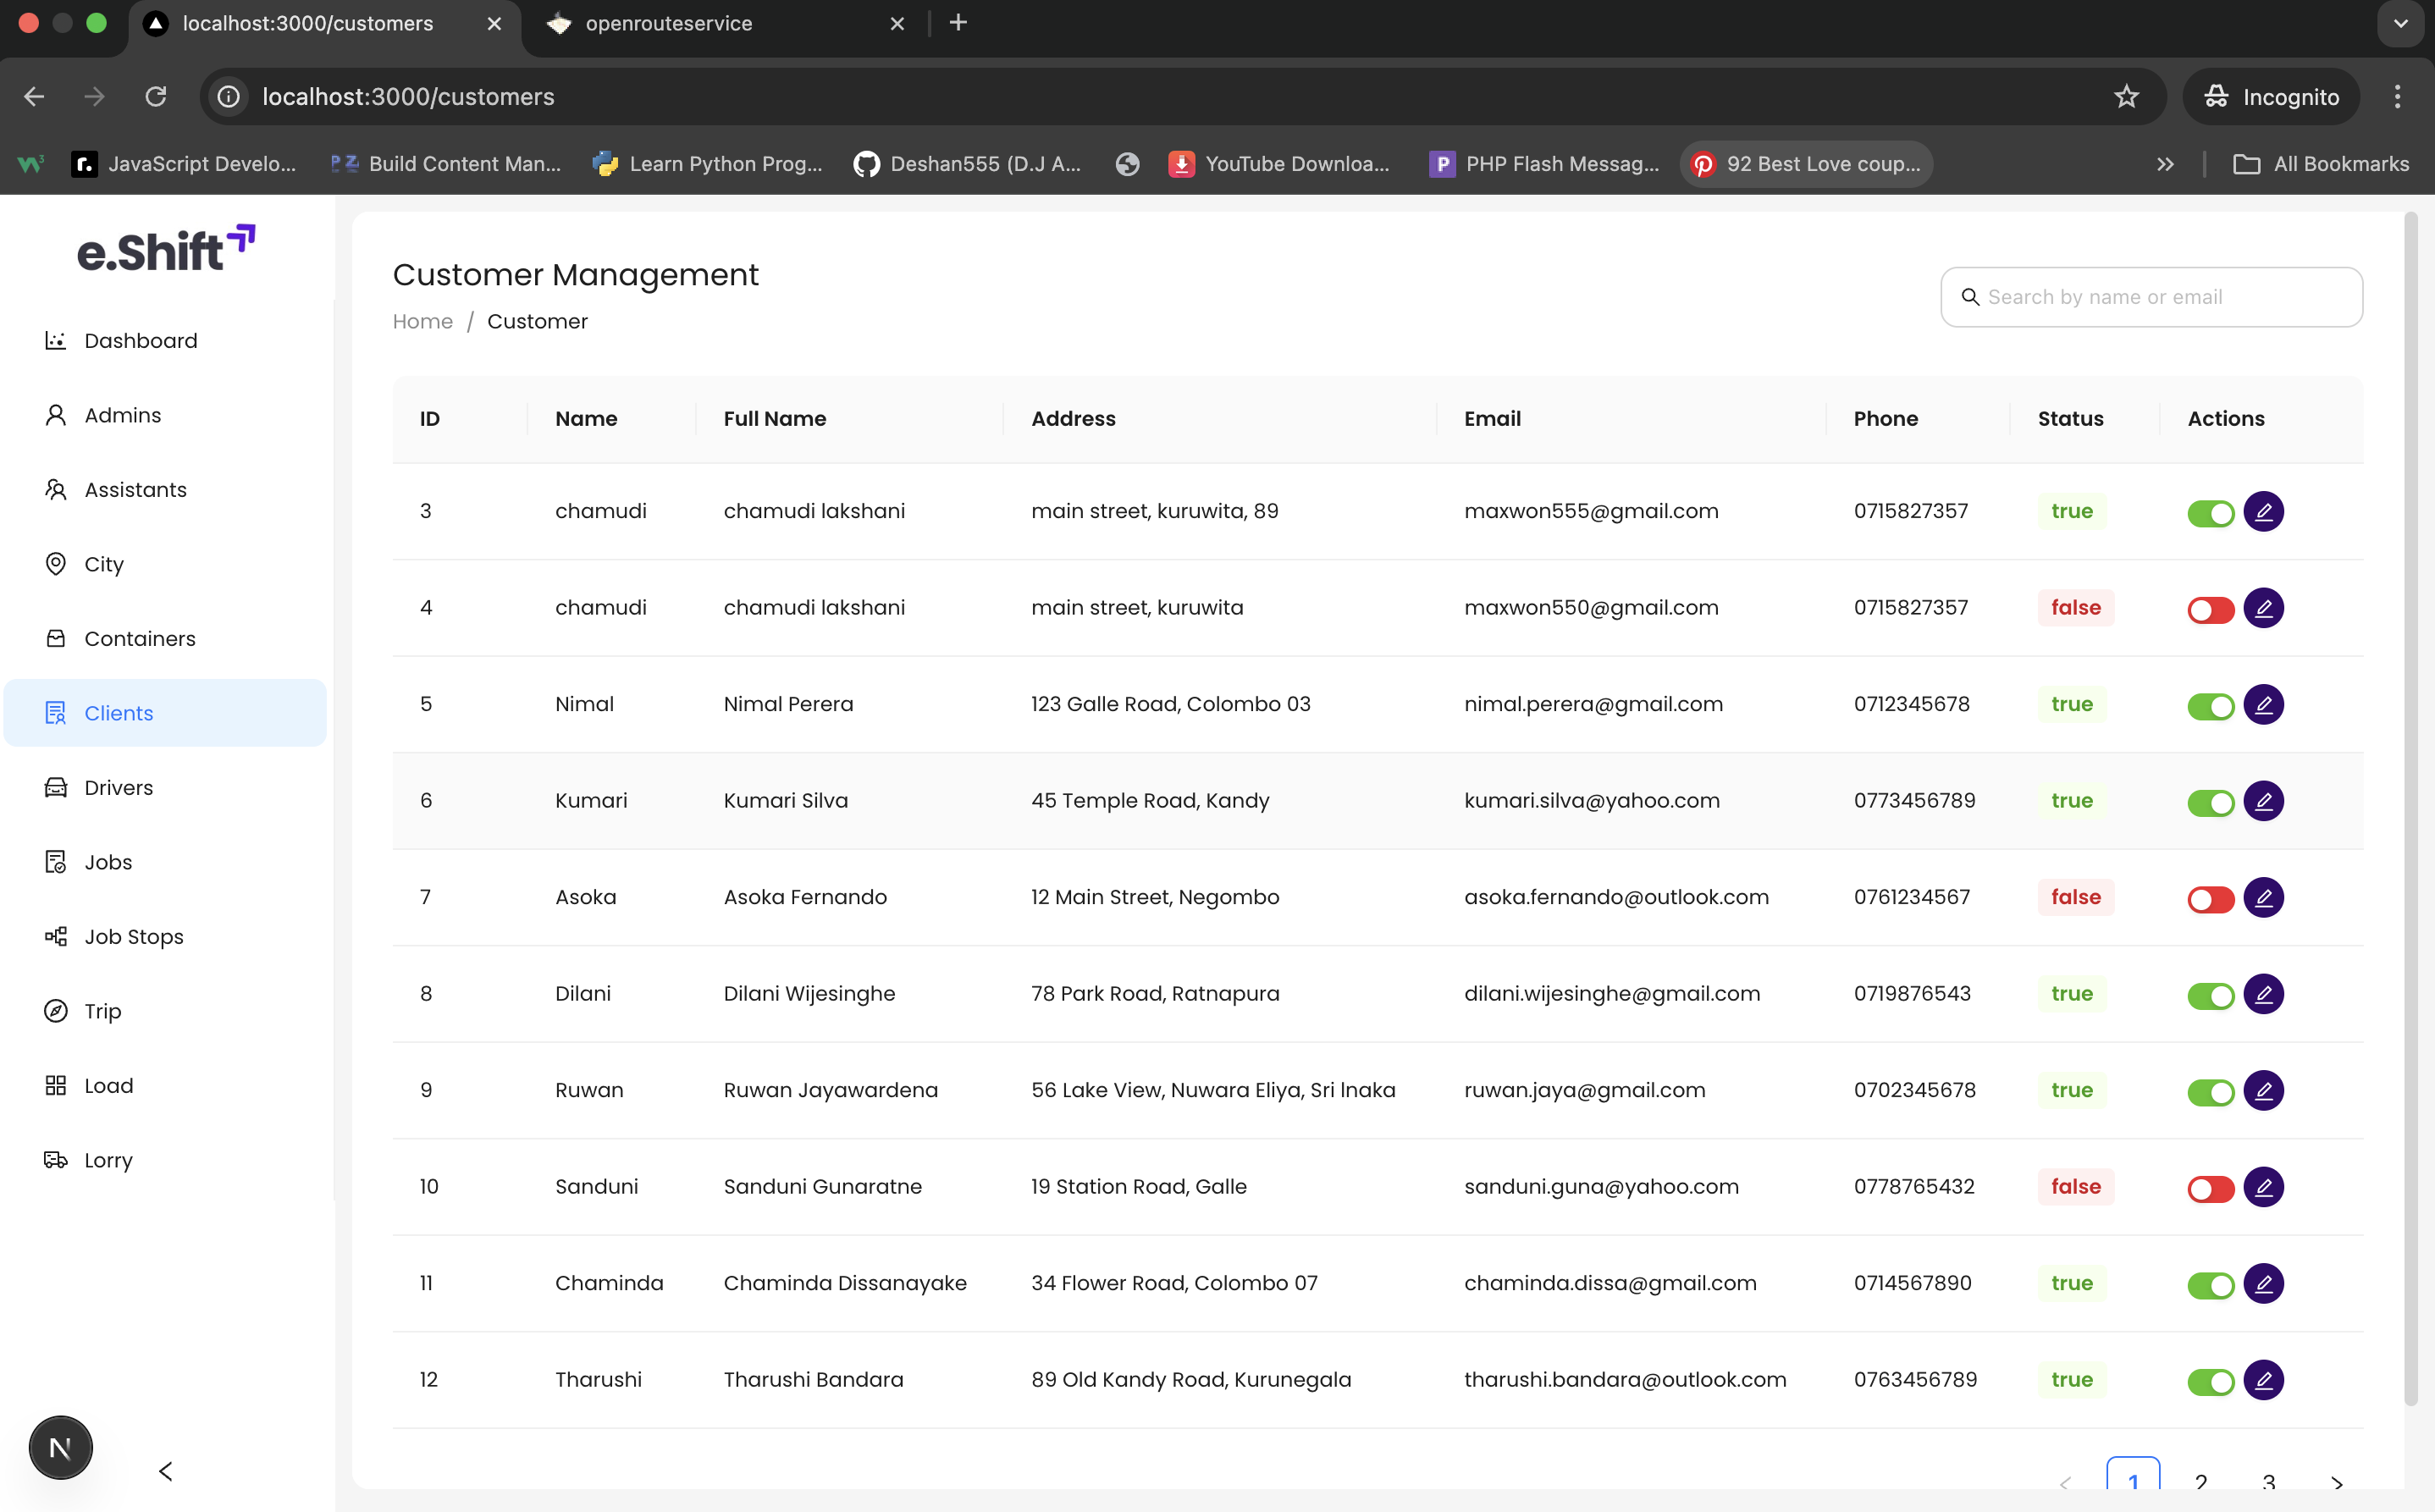 localhost:3000/customers
openrouteservice
localhost:3000/customers
Incognito
JavaScript Develo...
Build Content Man...
Learn Python Prog...
Deshan555 (D.J A...
YouTube Downloa...
PHP Flash Messag...
92 Best Love coup...
All Bookmarks
e.Shift
Dashboard
Admins
Assistants
City
Containers
Clients
Drivers
Jobs
Job Stops
Trip
Load
Lorry
N
Customer Management
Home / Customer
Search by name or email
ID Name Full Name Address Email Phone Status Actions
3 chamudi chamudi lakshani main street, kuruwita, 89 maxwon555@gmail.com 0715827357 true
4 chamudi chamudi lakshani main street, kuruwita maxwon550@gmail.com 0715827357 false
5 Nimal Nimal Perera 123 Galle Road, Colombo 03 nimal.perera@gmail.com 0712345678 true
6 Kumari Kumari Silva 45 Temple Road, Kandy kumari.silva@yahoo.com 0773456789 true
7 Asoka Asoka Fernando 12 Main Street, Negombo asoka.fernando@outlook.com 0761234567 false
8 Dilani Dilani Wijesinghe 78 Park Road, Ratnapura dilani.wijesinghe@gmail.com 0719876543 true
9 Ruwan Ruwan Jayawardena 56 Lake View, Nuwara Eliya, Sri lnaka ruwan.jaya@gmail.com 0702345678 true
10 Sanduni Sanduni Gunaratne 19 Station Road, Galle sanduni.guna@yahoo.com 0778765432 false
11 Chaminda Chaminda Dissanayake 34 Flower Road, Colombo 07 chaminda.dissa@gmail.com 0714567890 true
12 Tharushi Tharushi Bandara 89 Old Kandy Road, Kurunegala tharushi.bandara@outlook.com 0763456789 true
1 2 3